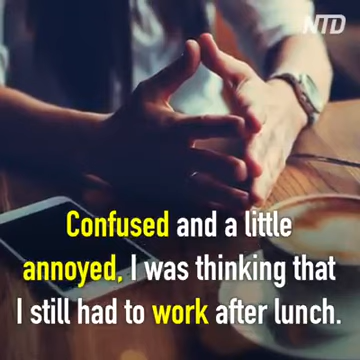 NTD
Confused and a little
annoyed, I was thinking that
I still had to work after lunch.